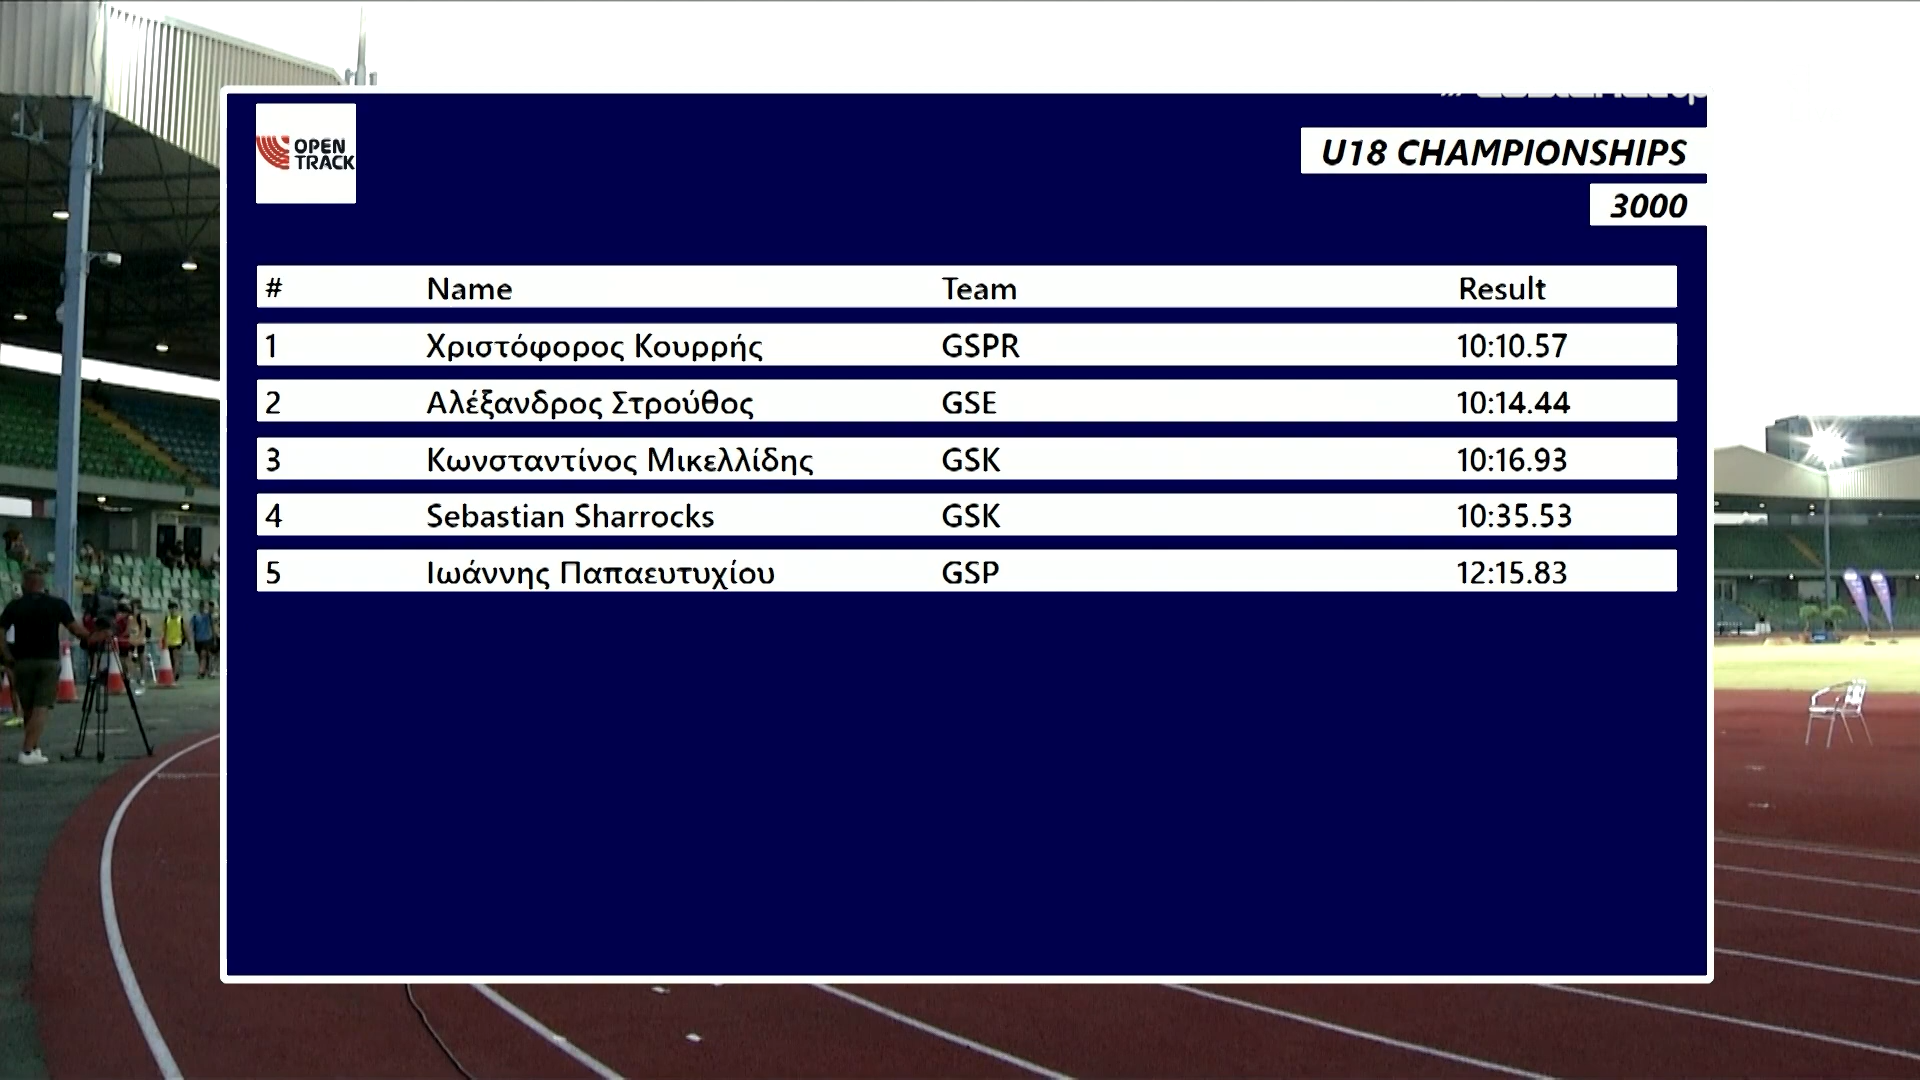 OPEN
TRACK
U18 CHAMPIONSHIPS
3000
# Name Team Result
1 Χριστόφορος Κουρρής GSPR 10:10.57
2 Αλέξανδρος Στρούθος GSE 10:14.44
3 Κωνσταντίνος Μικελλίδης GSK 10:16.93
4 Sebastian Sharrocks GSK 10:35.53
5 Ιωάννης Παπαευτυχίου GSP 12:15.83